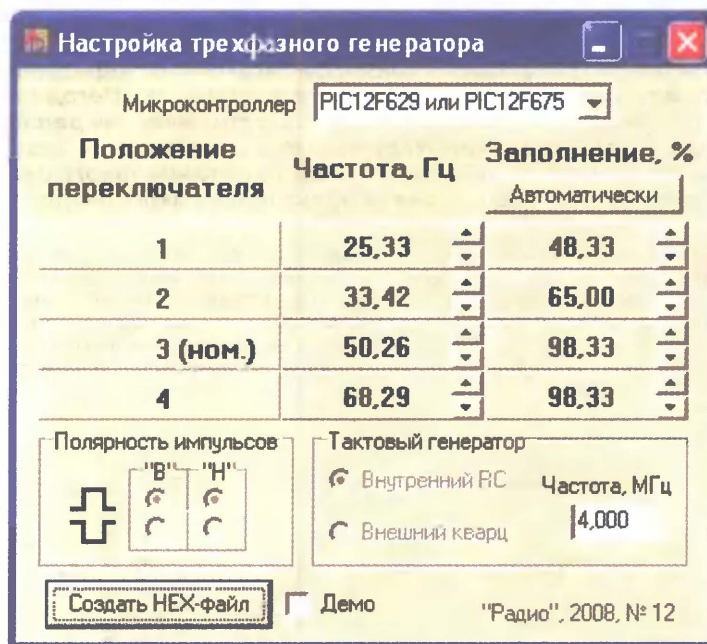 Настройка трехфазного генератора
Микроконтроллер PIC12F629 или PIC12F675
Положение переключателя
Частота, Гц
Заполнение, %
Автоматически
1 25,33 48,33
2 33,42 65,00
3 (ном.) 50,26 98,33
4 68,29 98,33
Полярность импульсов
"В" "Н"
Тактовый генератор
Внутренний RC
Внешний кварц
Частота, МГц
4,000
Создать HEX-файл
Демо
"Радио", 2008, № 12